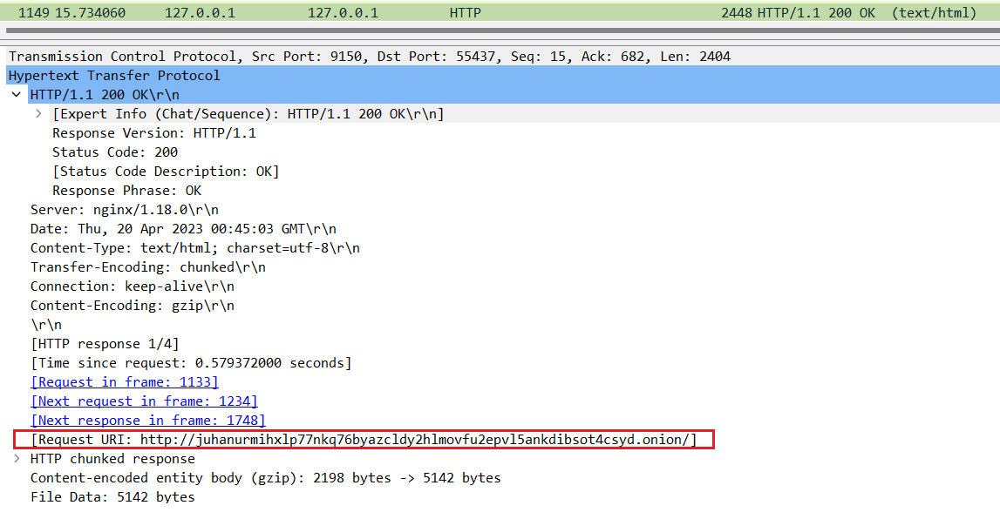 1149 15.734060 127.0.0.1 127.0.0.1 HTTP 2448 HTTP/1.1 200 OK (text/html)
Transmission Control Protocol, Src Port: 9150, Dst Port: 55437, Seq: 15, Ack: 682, Len: 2404
Hypertext Transfer Protocol
HTTP/1.1 200 OK\r\n
[Expert Info (Chat/Sequence): HTTP/1.1 200 OK\r\n]
Response Version: HTTP/1.1
Status Code: 200
[Status Code Description: OK]
Response Phrase: OK
Server: nginx/1.18.0\r\n
Date: Thu, 20 Apr 2023 00:45:03 GMT\r\n
Content-Type: text/html; charset=utf-8\r\n
Transfer-Encoding: chunked\r\n
Connection: keep-alive\r\n
Content-Encoding: gzip\r\n
\r\n
[HTTP response 1/4]
[Time since request: 0.579372000 seconds]
[Request in frame: 1133]
[Next request in frame: 1234]
[Next response in frame: 1748]
[Request URI: http://juhanurmihxlp77nkq76byazcldy2hlmovfu2epvl5ankdibsot4csyd.onion/]
HTTP chunked response
Content-encoded entity body (gzip): 2198 bytes -> 5142 bytes
File Data: 5142 bytes